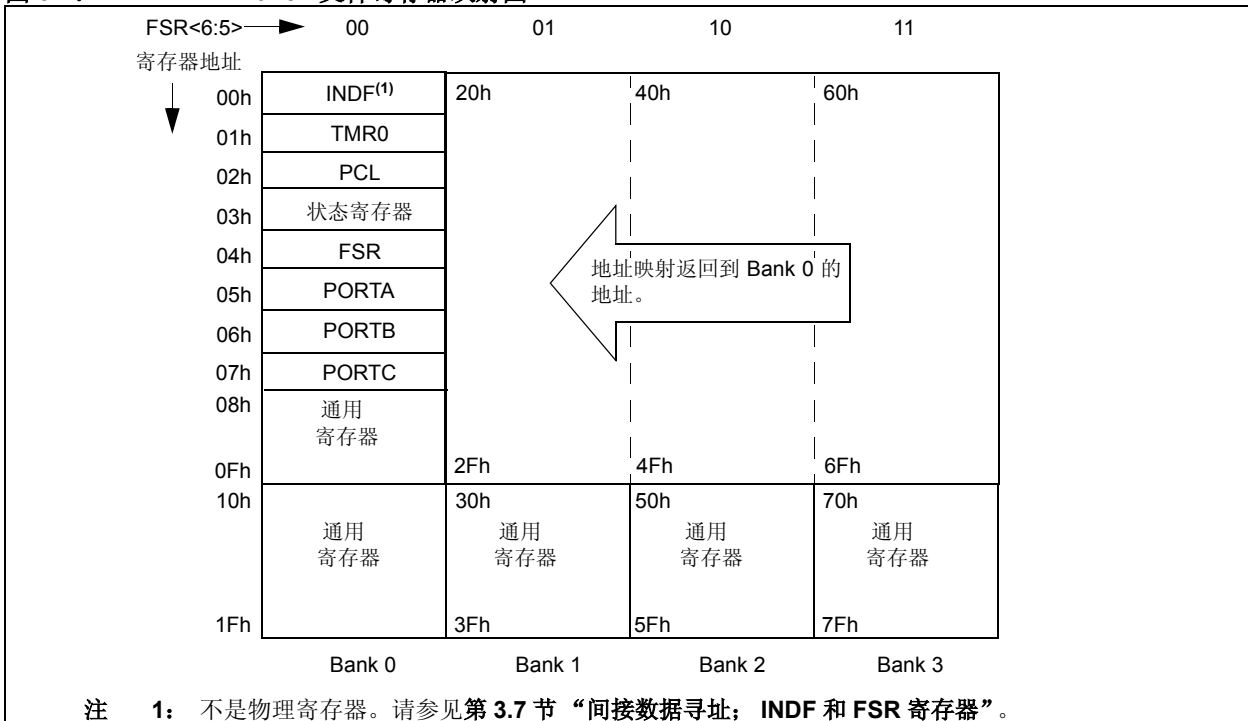 FSR<6:5> 00 01 10 11
寄存器地址
00h INDF(1) 20h 40h 60h
01h TMR0
02h PCL
03h 状态寄存器
04h FSR
地址映射返回到 Bank 0 的
地址。
05h PORTA
06h PORTB
07h PORTC
08h 通用
寄存器
0Fh 2Fh 4Fh 6Fh
10h 30h 50h 70h
通用 通用 通用 通用
寄存器 寄存器 寄存器 寄存器
1Fh 3Fh 5Fh 7Fh
Bank 0 Bank 1 Bank 2 Bank 3
注 1: 不是物理寄存器。请参见第 3.7 节 “间接数据寻址; INDF 和 FSR 寄存器”。